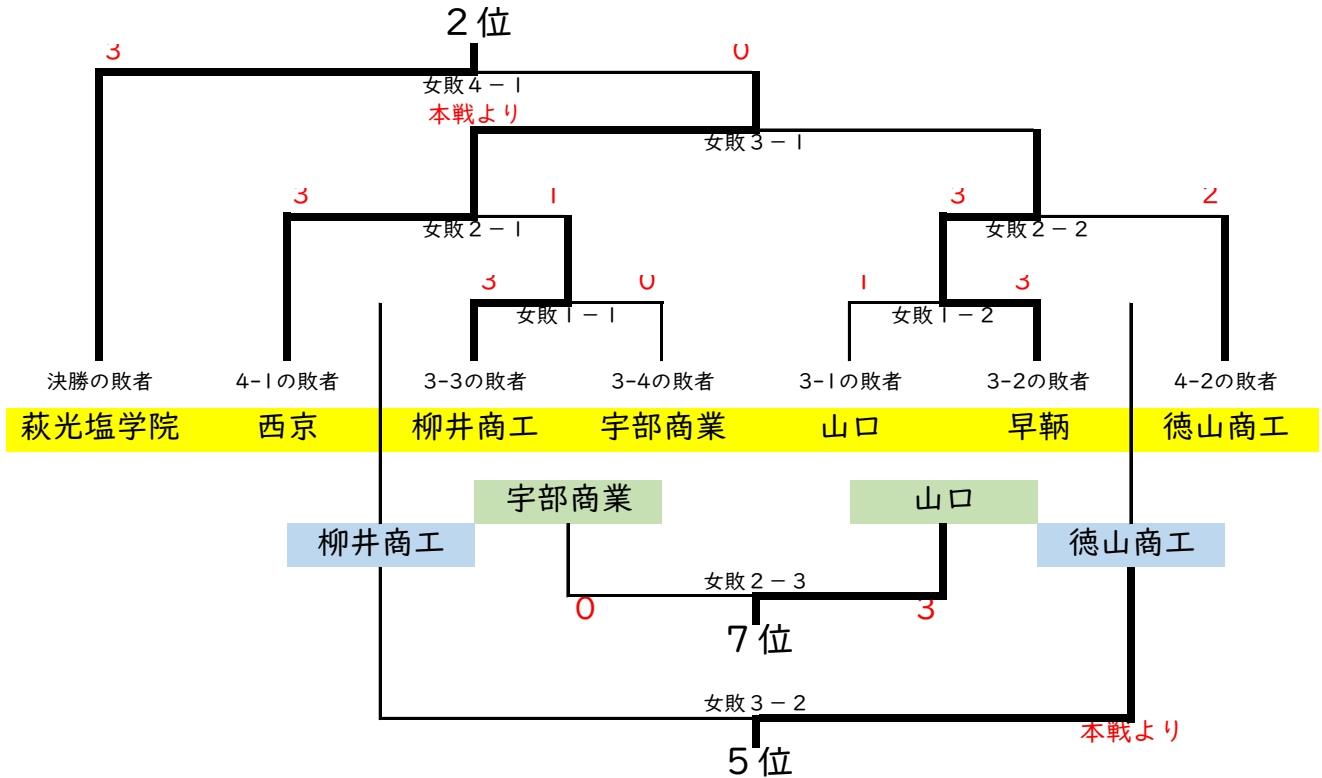 ２位
3 0
女敗４－１
本戦より
女敗３－１
3 1 3 2
女敗２－１ 女敗２－２
3 0 1 3
女敗１－１ 女敗１－２
決勝の敗者 4-1の敗者 3-3の敗者 3-4の敗者 3-1の敗者 3-2の敗者 4-2の敗者
萩光塩学院 西京 柳井商工 宇部商業 山口 早鞆 徳山商工
宇部商業 山口
柳井商工 徳山商工
女敗２－３
0 3
７位
女敗３－２
本戦より
５位